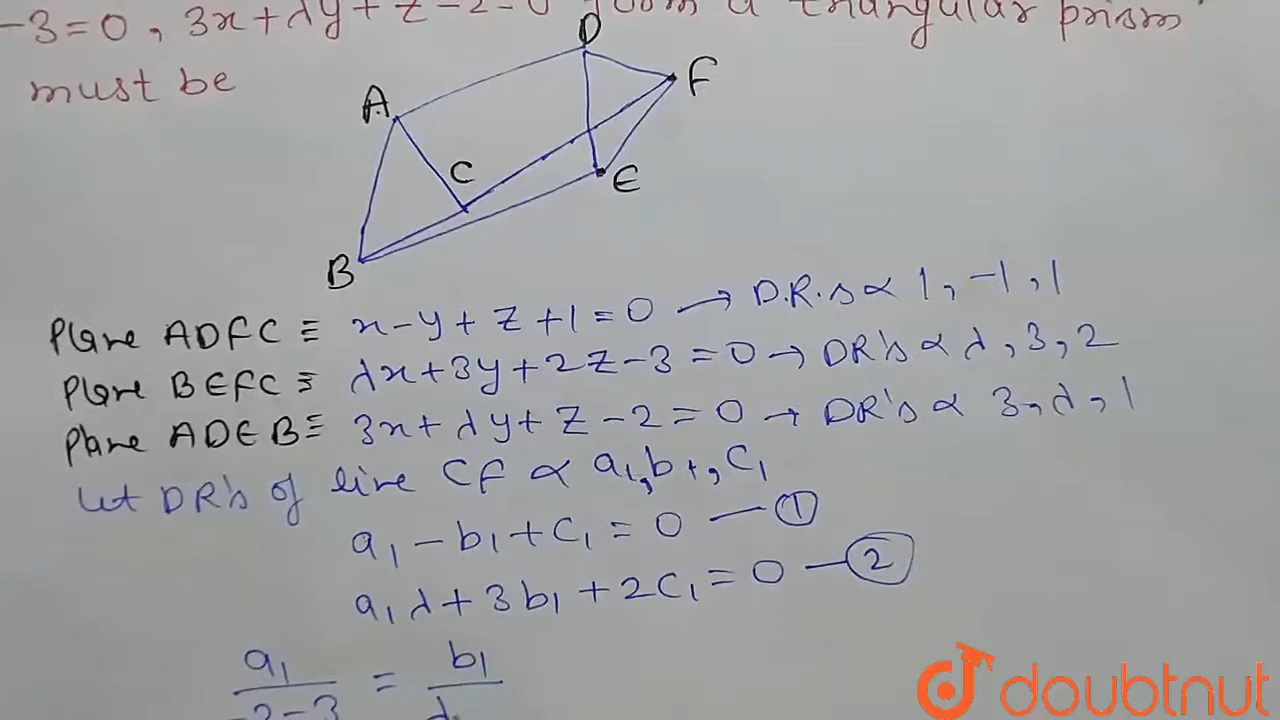 -3=0, 3x+λy+z-2=0 form a triangular prism
must be
D
F
A
C
E
B
Plane ADFC ≡ x-y+z+1=0 → D.R.s ∝ 1, -1, 1
Plane BEFC ≡ λx+3y+2z-3=0 → DR's ∝ λ, 3, 2
Plane ADEB ≡ 3x+λy+z-2=0 → DR's ∝ 3, λ, 1
Let DR's of line CF ∝ a₁, b₁, c₁
a₁-b₁+c₁=0 — ①
a₁λ+3b₁+2c₁=0 — ②
a₁ = b₁
-2-3 λ
doubtnut